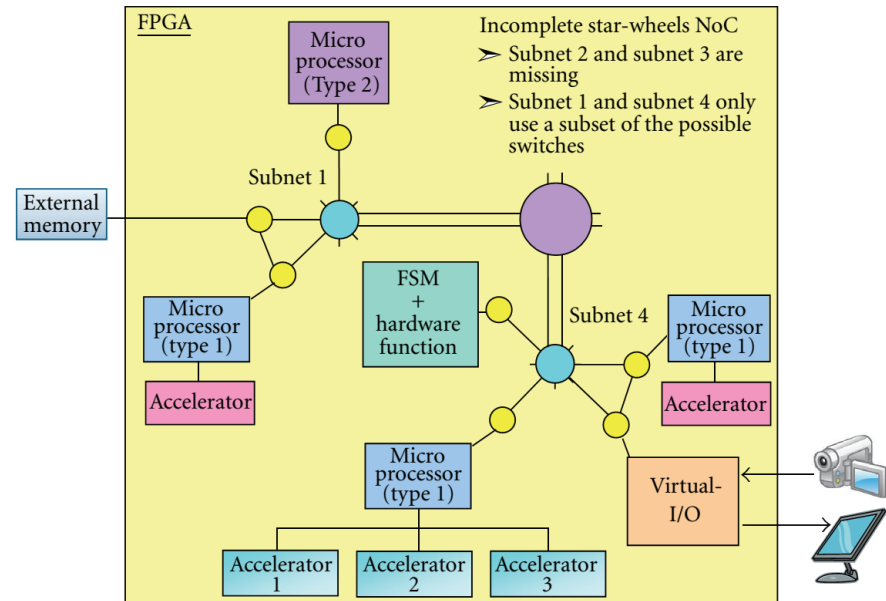 FPGA
Micro
processor
(Type 2)
Incomplete star-wheels NoC
➢ Subnet 2 and subnet 3 are
missing
➢ Subnet 1 and subnet 4 only
use a subset of the possible
switches
Subnet 1
External
memory
FSM
+
hardware
function
Subnet 4
Micro
processor
(type 1)
Accelerator
Micro
processor
(type 1)
Accelerator
Micro
processor
(type 1)
Virtual-
I/O
Accelerator
1
Accelerator
2
Accelerator
3